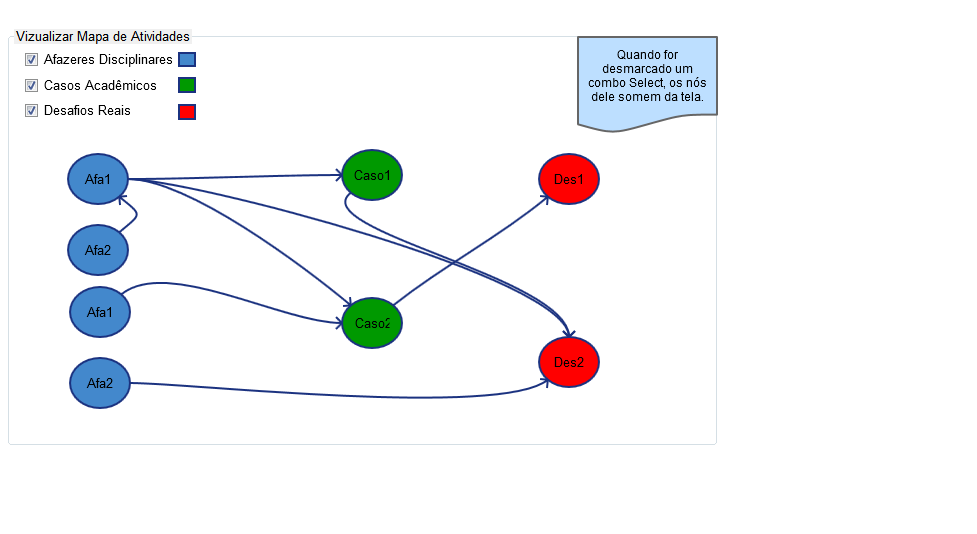 Vizualizar Mapa de Atividades
Afazeres Disciplinares
Casos Acadêmicos
Desafios Reais
Quando for
desmarcado um
combo Select, os nós
dele somem da tela.
Afa1
Caso1
Des1
Afa2
Afa1
Caso2
Des2
Afa2